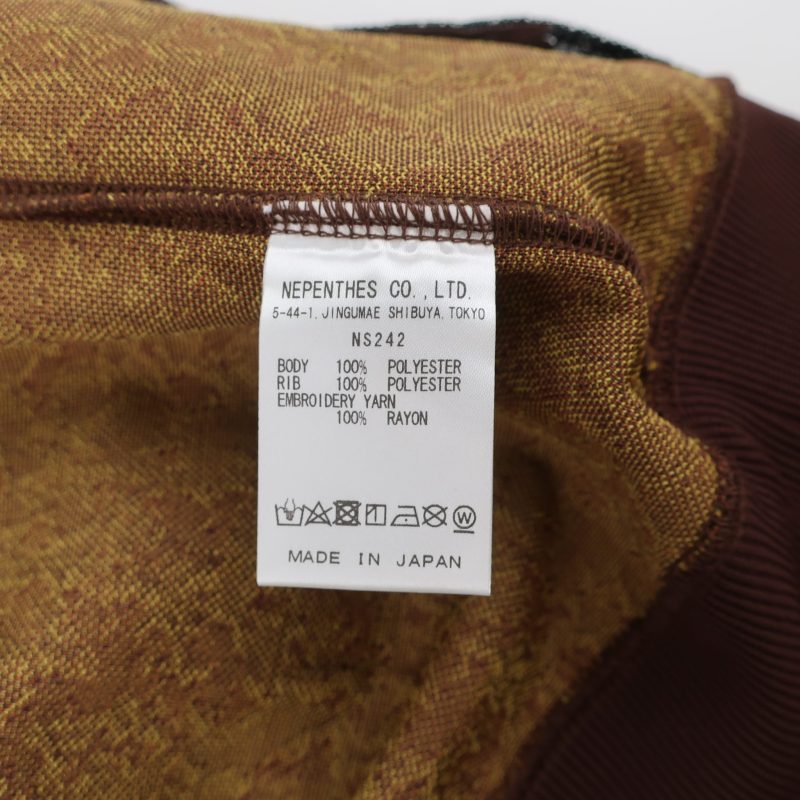 NEPENTHES CO.,LTD.
5-44-1, JINGUMAE SHIBUYA, TOKYO
NS242
BODY 100% POLYESTER
RIB 100% POLYESTER
EMBROIDERY YARN
100% RAYON
W
MADE IN JAPAN